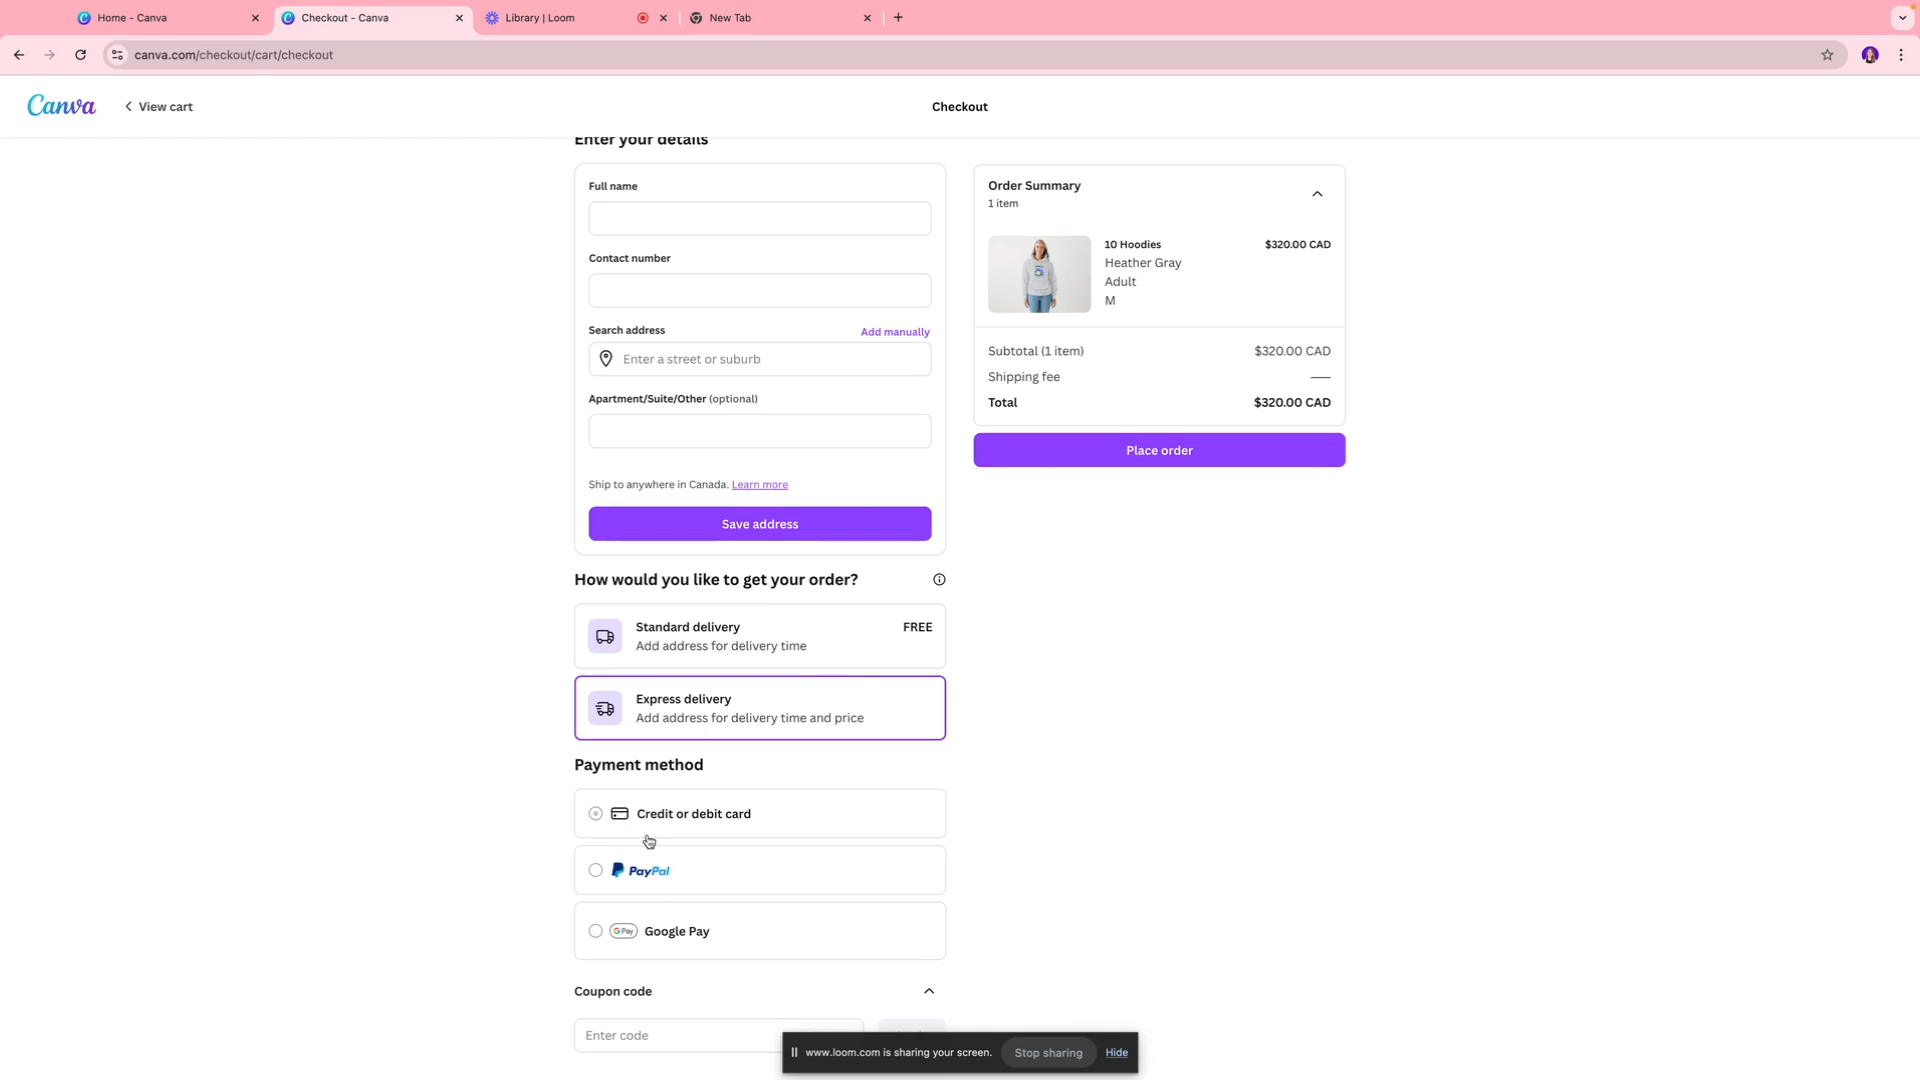 Home - Canva
Checkout - Canva
Library | Loom
New Tab
canva.com/checkout/cart/checkout
Canva
View cart
Checkout
Enter your details
Full name
Contact number
Search address
Add manually
Enter a street or suburb
Apartment/Suite/Other (optional)
Ship to anywhere in Canada. Learn more
Save address
How would you like to get your order?
Standard delivery
FREE
Add address for delivery time
Express delivery
Add address for delivery time and price
Payment method
Credit or debit card
PayPal
G Pay
Google Pay
Coupon code
Enter code
Order Summary
1 item
10 Hoodies
$320.00 CAD
Heather Gray
Adult
M
Subtotal (1 item)
$320.00 CAD
Shipping fee
Total
$320.00 CAD
Place order
www.loom.com is sharing your screen.
Stop sharing
Hide